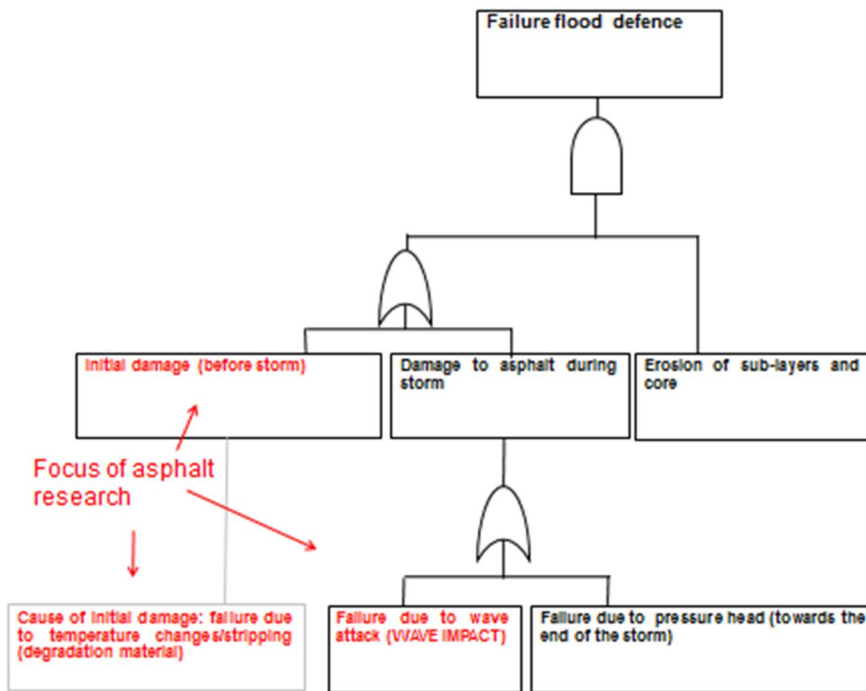 Failure flood defence
Initial damage (before storm)
Damage to asphalt during
storm
Erosion of sub-layers and
core
Focus of asphalt
research
Cause of initial damage: failure due
to temperature changes/stripping
(degradation material)
Failure due to wave
attack (WAVE IMPACT)
Failure due to pressure head (towards the
end of the storm)